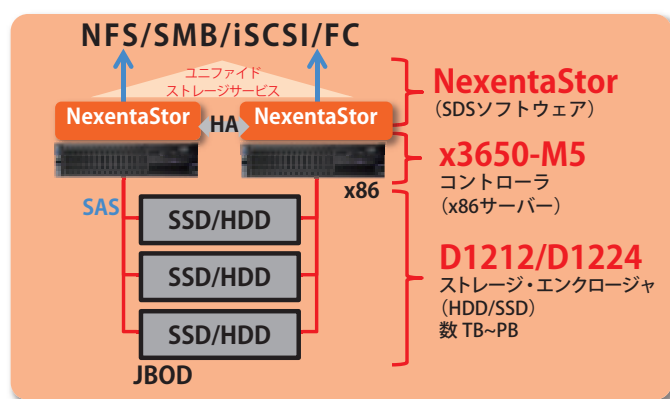 NFS/SMB/iSCSI/FC
ユニファイド
ストレージサービス
NexentaStor
HA
NexentaStor
x86
SAS
SSD/HDD
SSD/HDD
SSD/HDD
JBOD
NexentaStor
（SDSソフトウェア）
x3650-M5
コントローラ
（x86サーバー）
D1212/D1224
ストレージ・エンクロージャ
（HDD/SSD）
数 TB~PB